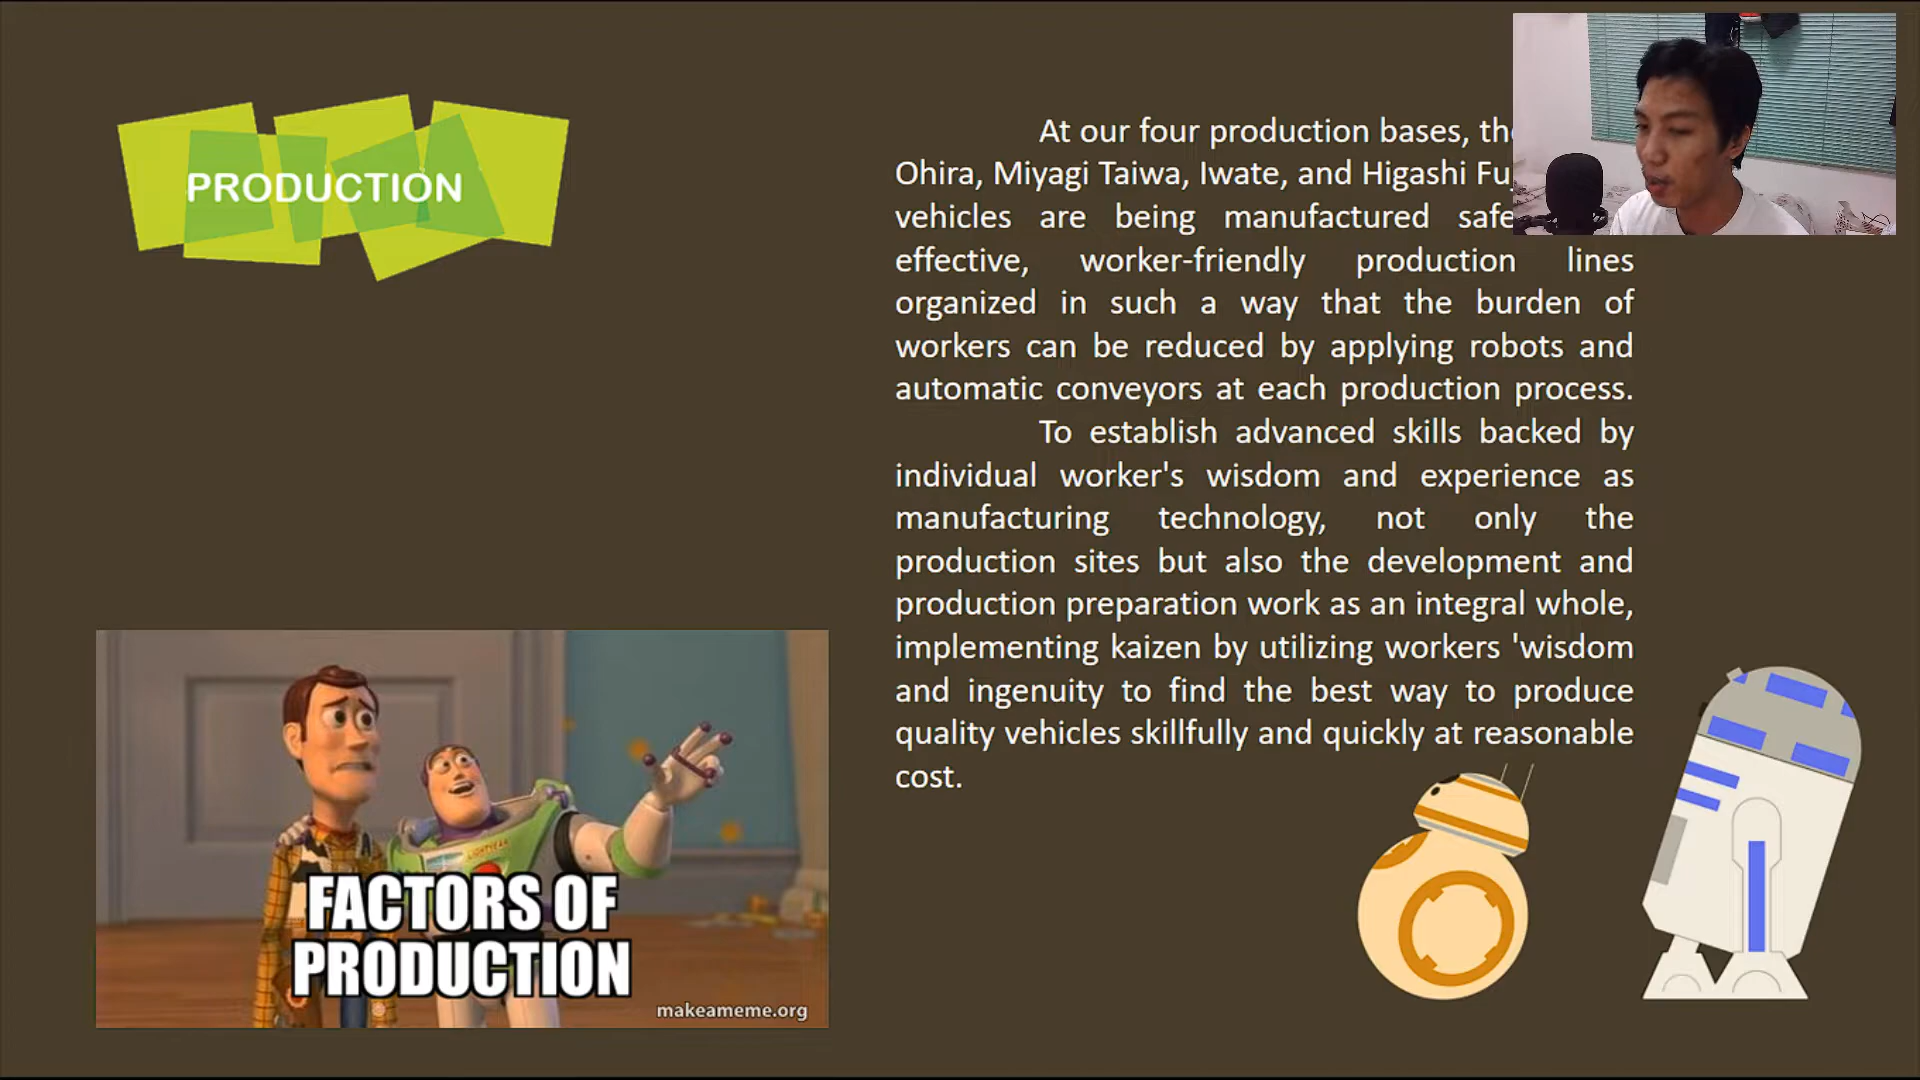 PRODUCTION
At our four production bases,
Ohira, Miyagi Taiwa, Iwate, and Higashi
vehicles are being manufactured
effective, worker-friendly production lines
organized in such a way that the burden of
workers can be reduced by applying robots and
automatic conveyors at each production process.
To establish advanced skills backed by
individual worker's wisdom and experience as
manufacturing technology, not only the
production sites but also the development and
production preparation work as an integral whole,
implementing kaizen by utilizing workers 'wisdom
and ingenuity to find the best way to produce
quality vehicles skillfully and quickly at reasonable
cost.
LIGHTYEAR
FACTORS OF
PRODUCTION
makeameme.org